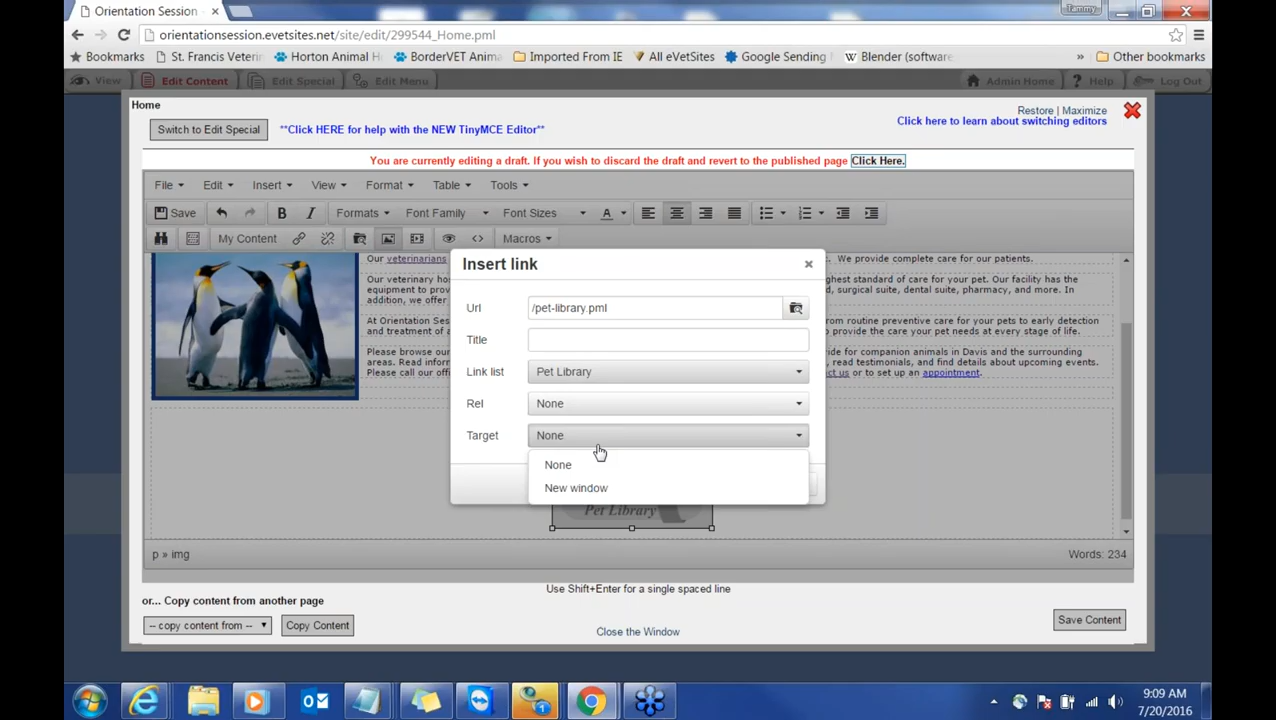 Orientation Session
Tammy
orientationsession.evetsites.net/site/edit/299544_Home.pml
Bookmarks St. Francis Veterin Horton Animal H BorderVET Anima Imported From IE All eVetSites Google Sending Blender (software » Other bookmarks
View Edit Content Edit Special Edit Menu Admin Home Help Log Out
Home
Restore | Maximize
Switch to Edit Special **Click HERE for help with the NEW TinyMCE Editor** Click here to learn about switching editors
You are currently editing a draft. If you wish to discard the draft and revert to the published page Click Here.
File Edit Insert View Format Table Tools
Save B I Formats Font Family Font Sizes A
My Content Macros
Our veterinarians c. We provide complete care for our patients.
Insert link
Our veterinary ho ghest standard of care for your pet. Our facility has the
equipment to prov d, surgical suite, dental suite, pharmacy, and more. In
addition, we offer
Url /pet-library.pml
At Orientation Ses rom routine preventive care for your pets to early detection
and treatment of a o provide the care your pet needs at every stage of life.
Title
Please browse our ide for companion animals in Davis and the surrounding
areas. Read inform , read testimonials, and find details about upcoming events.
Please call our offi ct us or to set up an appointment.
Link list Pet Library
Rel None
Target None
None
New window
Pet Library
p » img Words: 234
Use Shift+Enter for a single spaced line
or... Copy content from another page
-- copy content from -- Copy Content Save Content
Close the Window
1
9:09 AM
7/20/2016